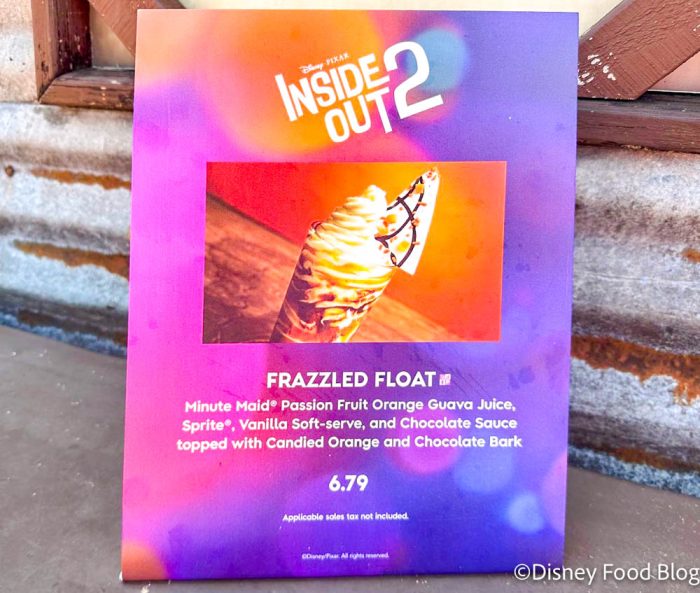 Disney PIXAR
INSIDE
OUT 2
FRAZZLED FLOAT
Minute Maid® Passion Fruit Orange Guava Juice,
Sprite®, Vanilla Soft-serve, and Chocolate Sauce
topped with Candied Orange and Chocolate Bark
6.79
Applicable sales tax not included.
©Disney/Pixar. All rights reserved.
©Disney Food Blog